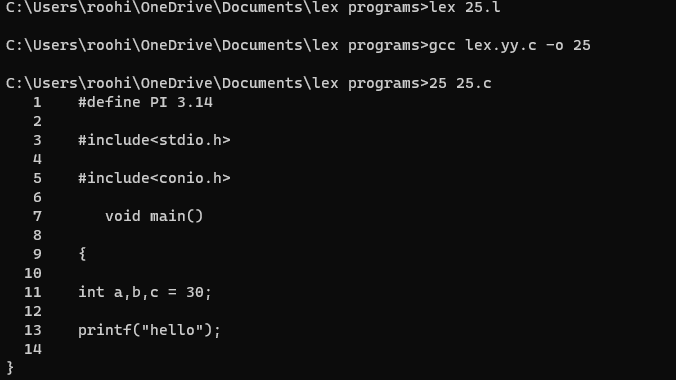 C:\Users\roohi\OneDrive\Documents\lex programs>lex 25.l
C:\Users\roohi\OneDrive\Documents\lex programs>gcc lex.yy.c -o 25
C:\Users\roohi\OneDrive\Documents\lex programs>25 25.c
   1    #define PI 3.14
   2
   3    #include<stdio.h>
   4
   5    #include<conio.h>
   6
   7       void main()
   8
   9    {
  10
  11    int a,b,c = 30;
  12
  13    printf("hello");
  14
}